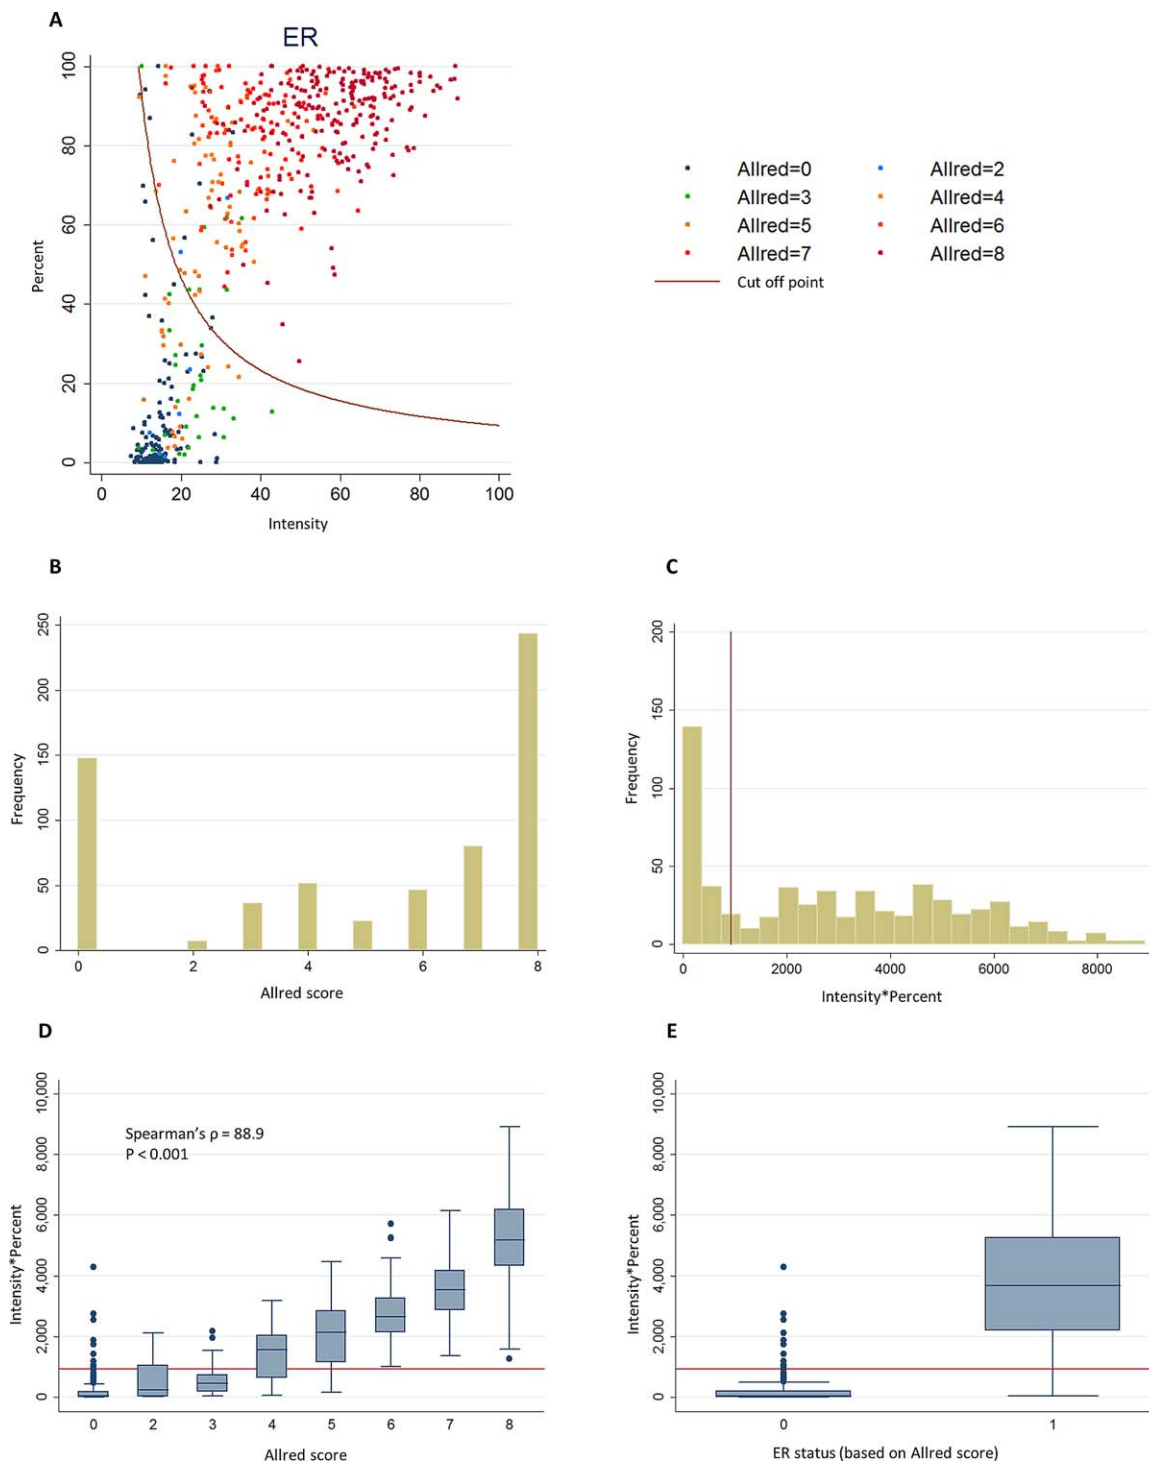 A
ER
100
80
60
40
20
0
Percent
0 20 40 60 80 100
Intensity
Allred=0 Allred=2
Allred=3 Allred=4
Allred=5 Allred=6
Allred=7 Allred=8
Cut off point
B
250
200
150
100
50
0
Frequency
0 2 4 6 8
Allred score
C
200
150
100
50
0
Frequency
0 2000 4000 6000 8000
Intensity*Percent
D
10,000
8,000
6,000
4,000
2,000
0
Intensity*Percent
Spearman's ρ = 88.9
P < 0.001
0 2 3 4 5 6 7 8
Allred score
E
10,000
8,000
6,000
4,000
2,000
0
Intensity*Percent
0 1
ER status (based on Allred score)